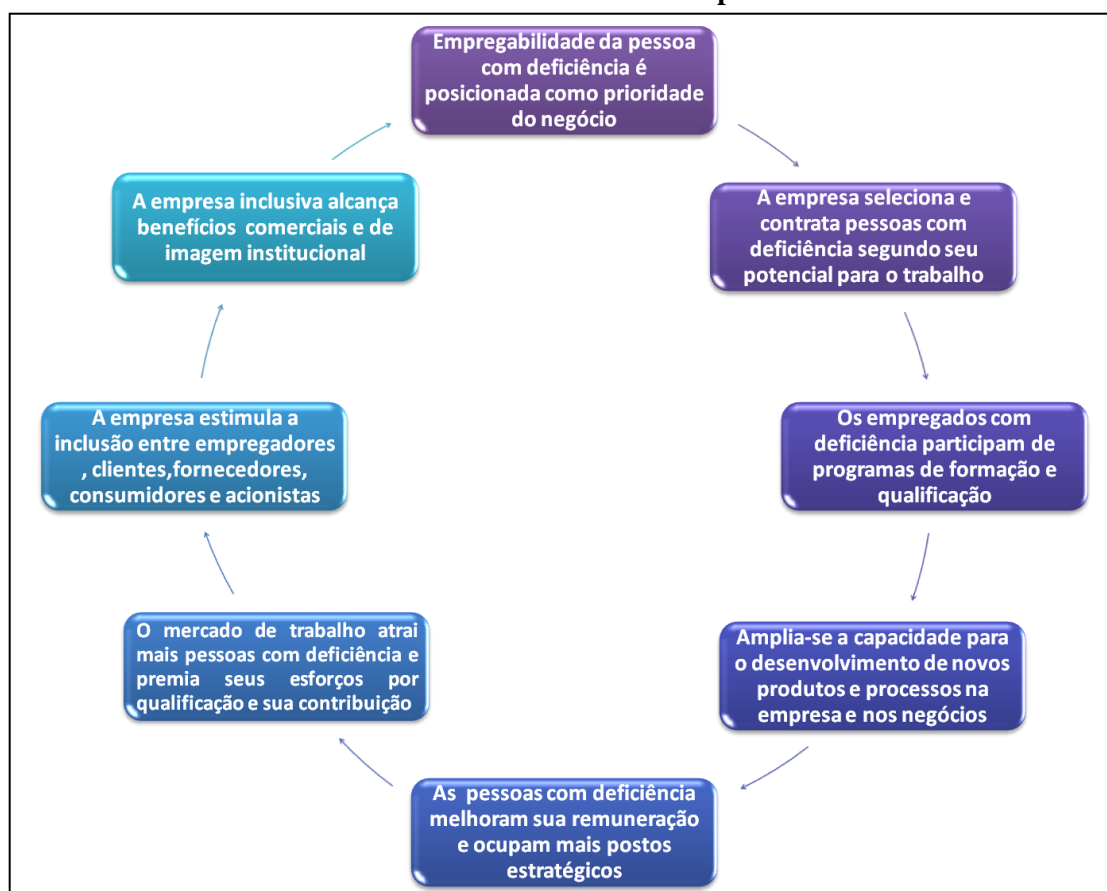 Empregabilidade da pessoa
com deficiência é
posicionada como prioridade
do negócio
A empresa seleciona e
contrata pessoas com
deficiência segundo seu
potencial para o trabalho
Os empregados com
deficiência participam de
programas de formação e
qualificação
Amplia-se a capacidade para
o desenvolvimento de novos
produtos e processos na
empresa e nos negócios
As pessoas com deficiência
melhoram sua remuneração
e ocupam mais postos
estratégicos
O mercado de trabalho atrai
mais pessoas com deficiência e
premia seus esforços por
qualificação e sua contribuição
A empresa estimula a
inclusão entre empregadores
, clientes,fornecedores,
consumidores e acionistas
A empresa inclusiva alcança
benefícios comerciais e de
imagem institucional